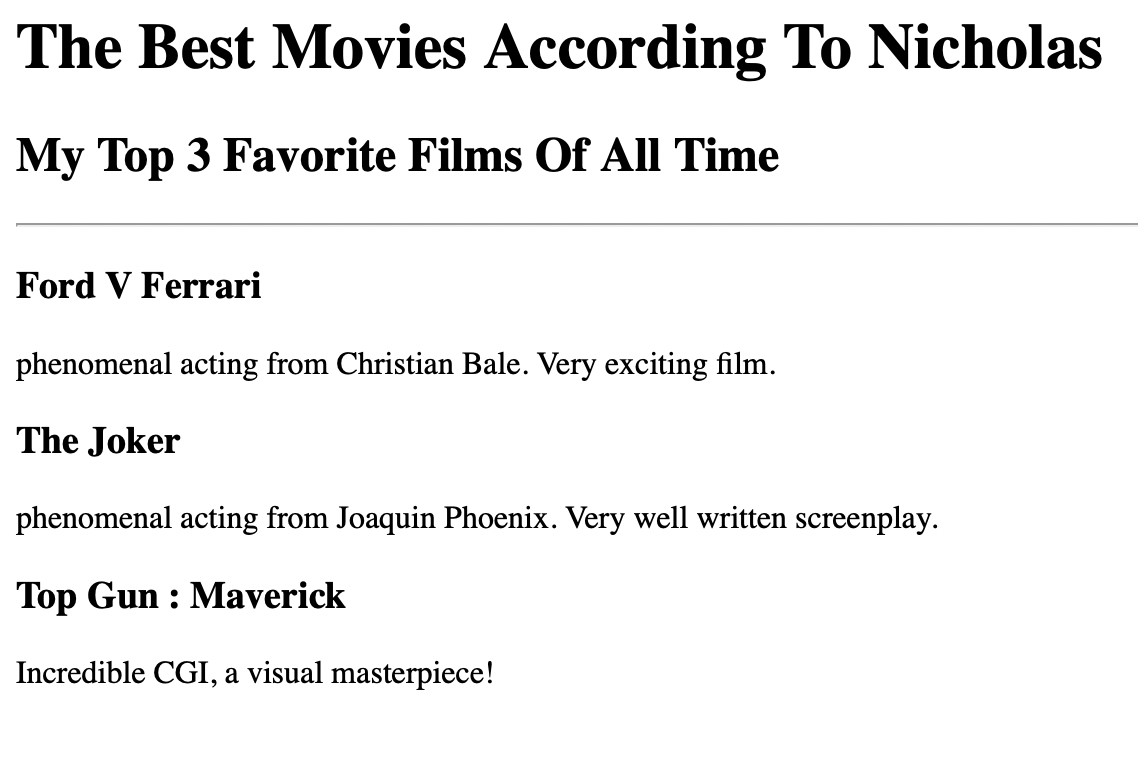 The Best Movies According To Nicholas
My Top 3 Favorite Films Of All Time
Ford V Ferrari
phenomenal acting from Christian Bale. Very exciting film.
The Joker
phenomenal acting from Joaquin Phoenix. Very well written screenplay.
Top Gun : Maverick
Incredible CGI, a visual masterpiece!